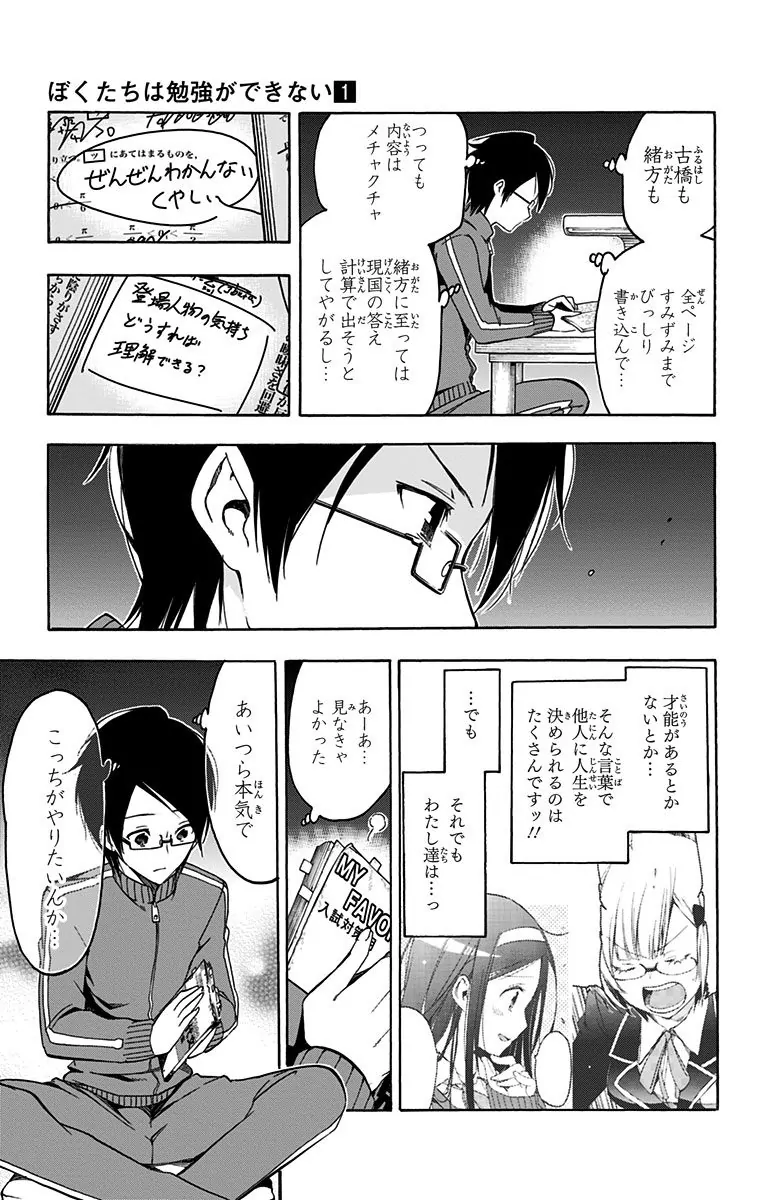 ぼくたちは勉強ができない1
古橋も
緒方も
全ページ
すみずみまで
びっしり
書き込んで…
つっても
内容は
メチャクチャ
緒方に至っては
現国の答え
計算で出そうと
してやがるし…
ッ にあてはまるものを、
ぜんぜんわかんない
くやしい
登場人物の気持ち
どうすれば
理解できる?
才能があるとか
ないとか…
そんな言葉で
他人に人生を
決められるのは
たくさんですッ!!
…でも
それでも
わたし達は…っ
あーあ…
見なきゃ
よかった
MY
FAVOR
入試対策用
あいつら本気で
こっちがやりたいんか…